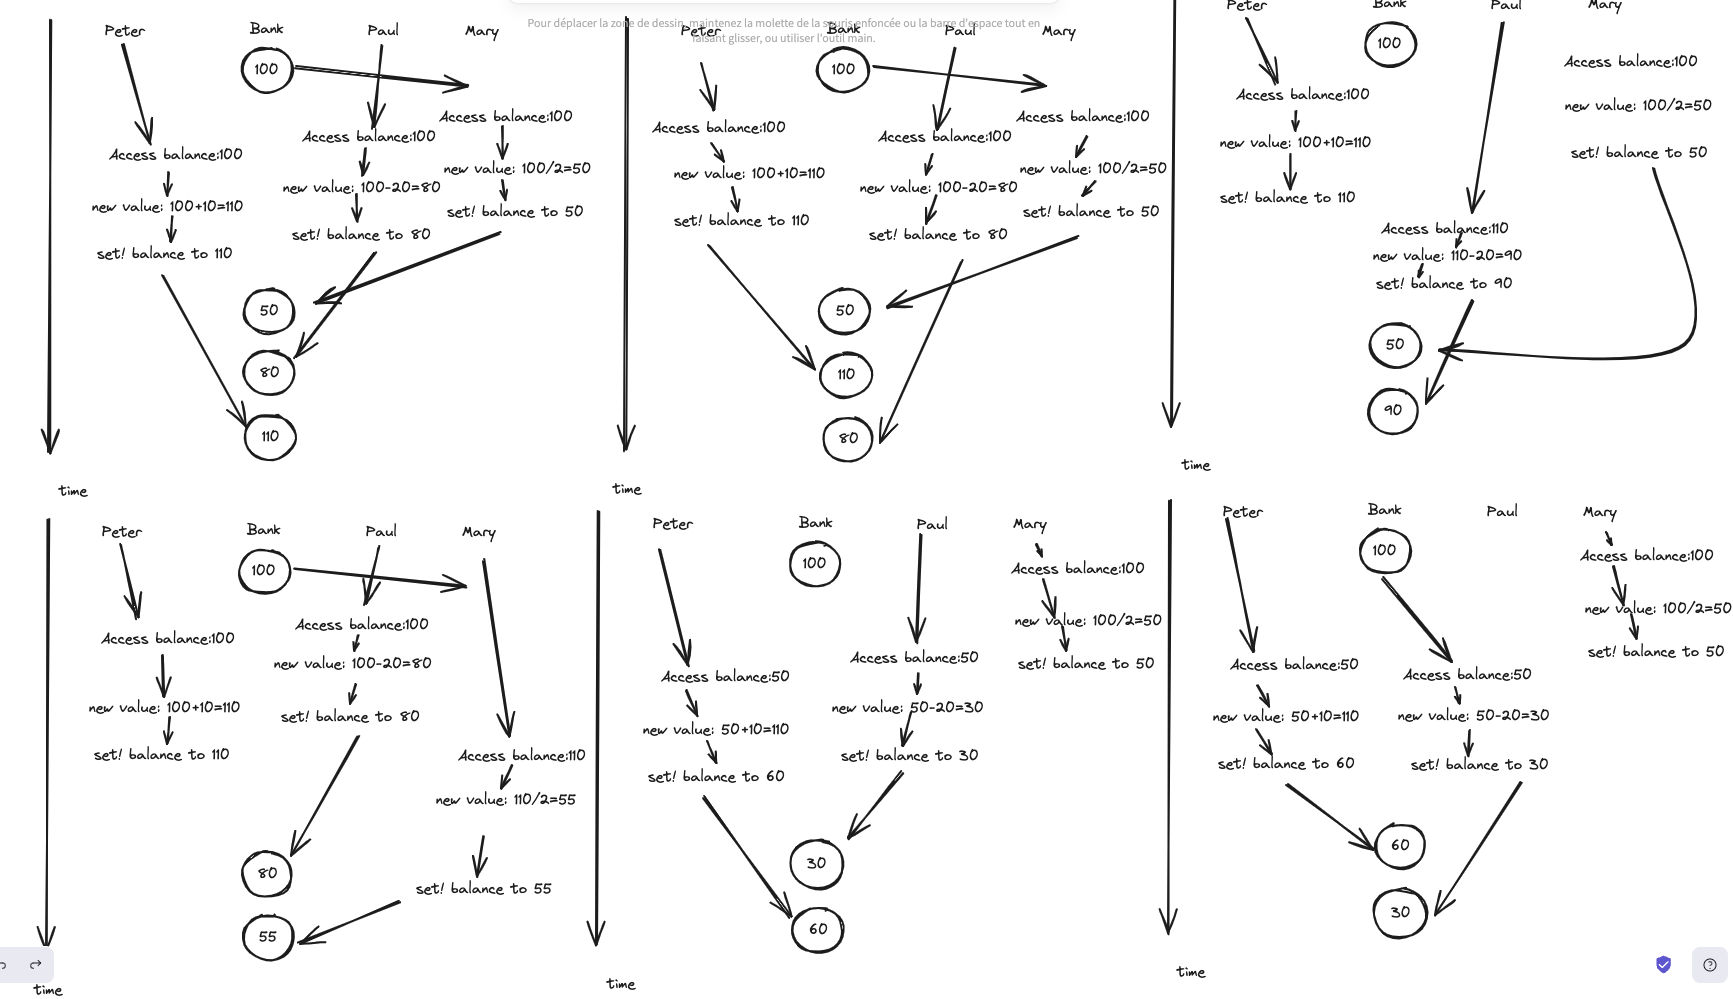 Pour déplacer la zone de dessin, maintenez la molette de la souris enfoncée ou la barre d'espace tout en
faisant glisser, ou utiliser l'outil main.
Peter
Bank
Paul
Mary
100
Access balance:100
new value: 100+10=110
set! balance to 110
Access balance:100
new value: 100-20=80
set! balance to 80
Access balance:100
new value: 100/2=50
set! balance to 50
50
80
110
time
Peter
Bank
Paul
Mary
100
Access balance:100
new value: 100+10=110
set! balance to 110
Access balance:100
new value: 100-20=80
set! balance to 80
Access balance:100
new value: 100/2=50
set! balance to 50
50
110
80
time
Peter
Bank
Paul
Mary
100
Access balance:100
new value: 100+10=110
set! balance to 110
Access balance:110
new value: 110-20=90
set! balance to 90
Access balance:100
new value: 100/2=50
set! balance to 50
50
90
time
Peter
Bank
Paul
Mary
100
Access balance:100
new value: 100+10=110
set! balance to 110
Access balance:100
new value: 100-20=80
set! balance to 80
Access balance:110
new value: 110/2=55
set! balance to 55
80
55
time
Peter
Bank
Paul
Mary
100
Access balance:50
new value: 50+10=110
set! balance to 60
Access balance:50
new value: 50-20=30
set! balance to 30
Access balance:100
new value: 100/2=50
set! balance to 50
30
60
time
Peter
Bank
Paul
Mary
100
Access balance:50
new value: 50+10=110
set! balance to 60
Access balance:50
new value: 50-20=30
set! balance to 30
Access balance:100
new value: 100/2=50
set! balance to 50
60
30
time